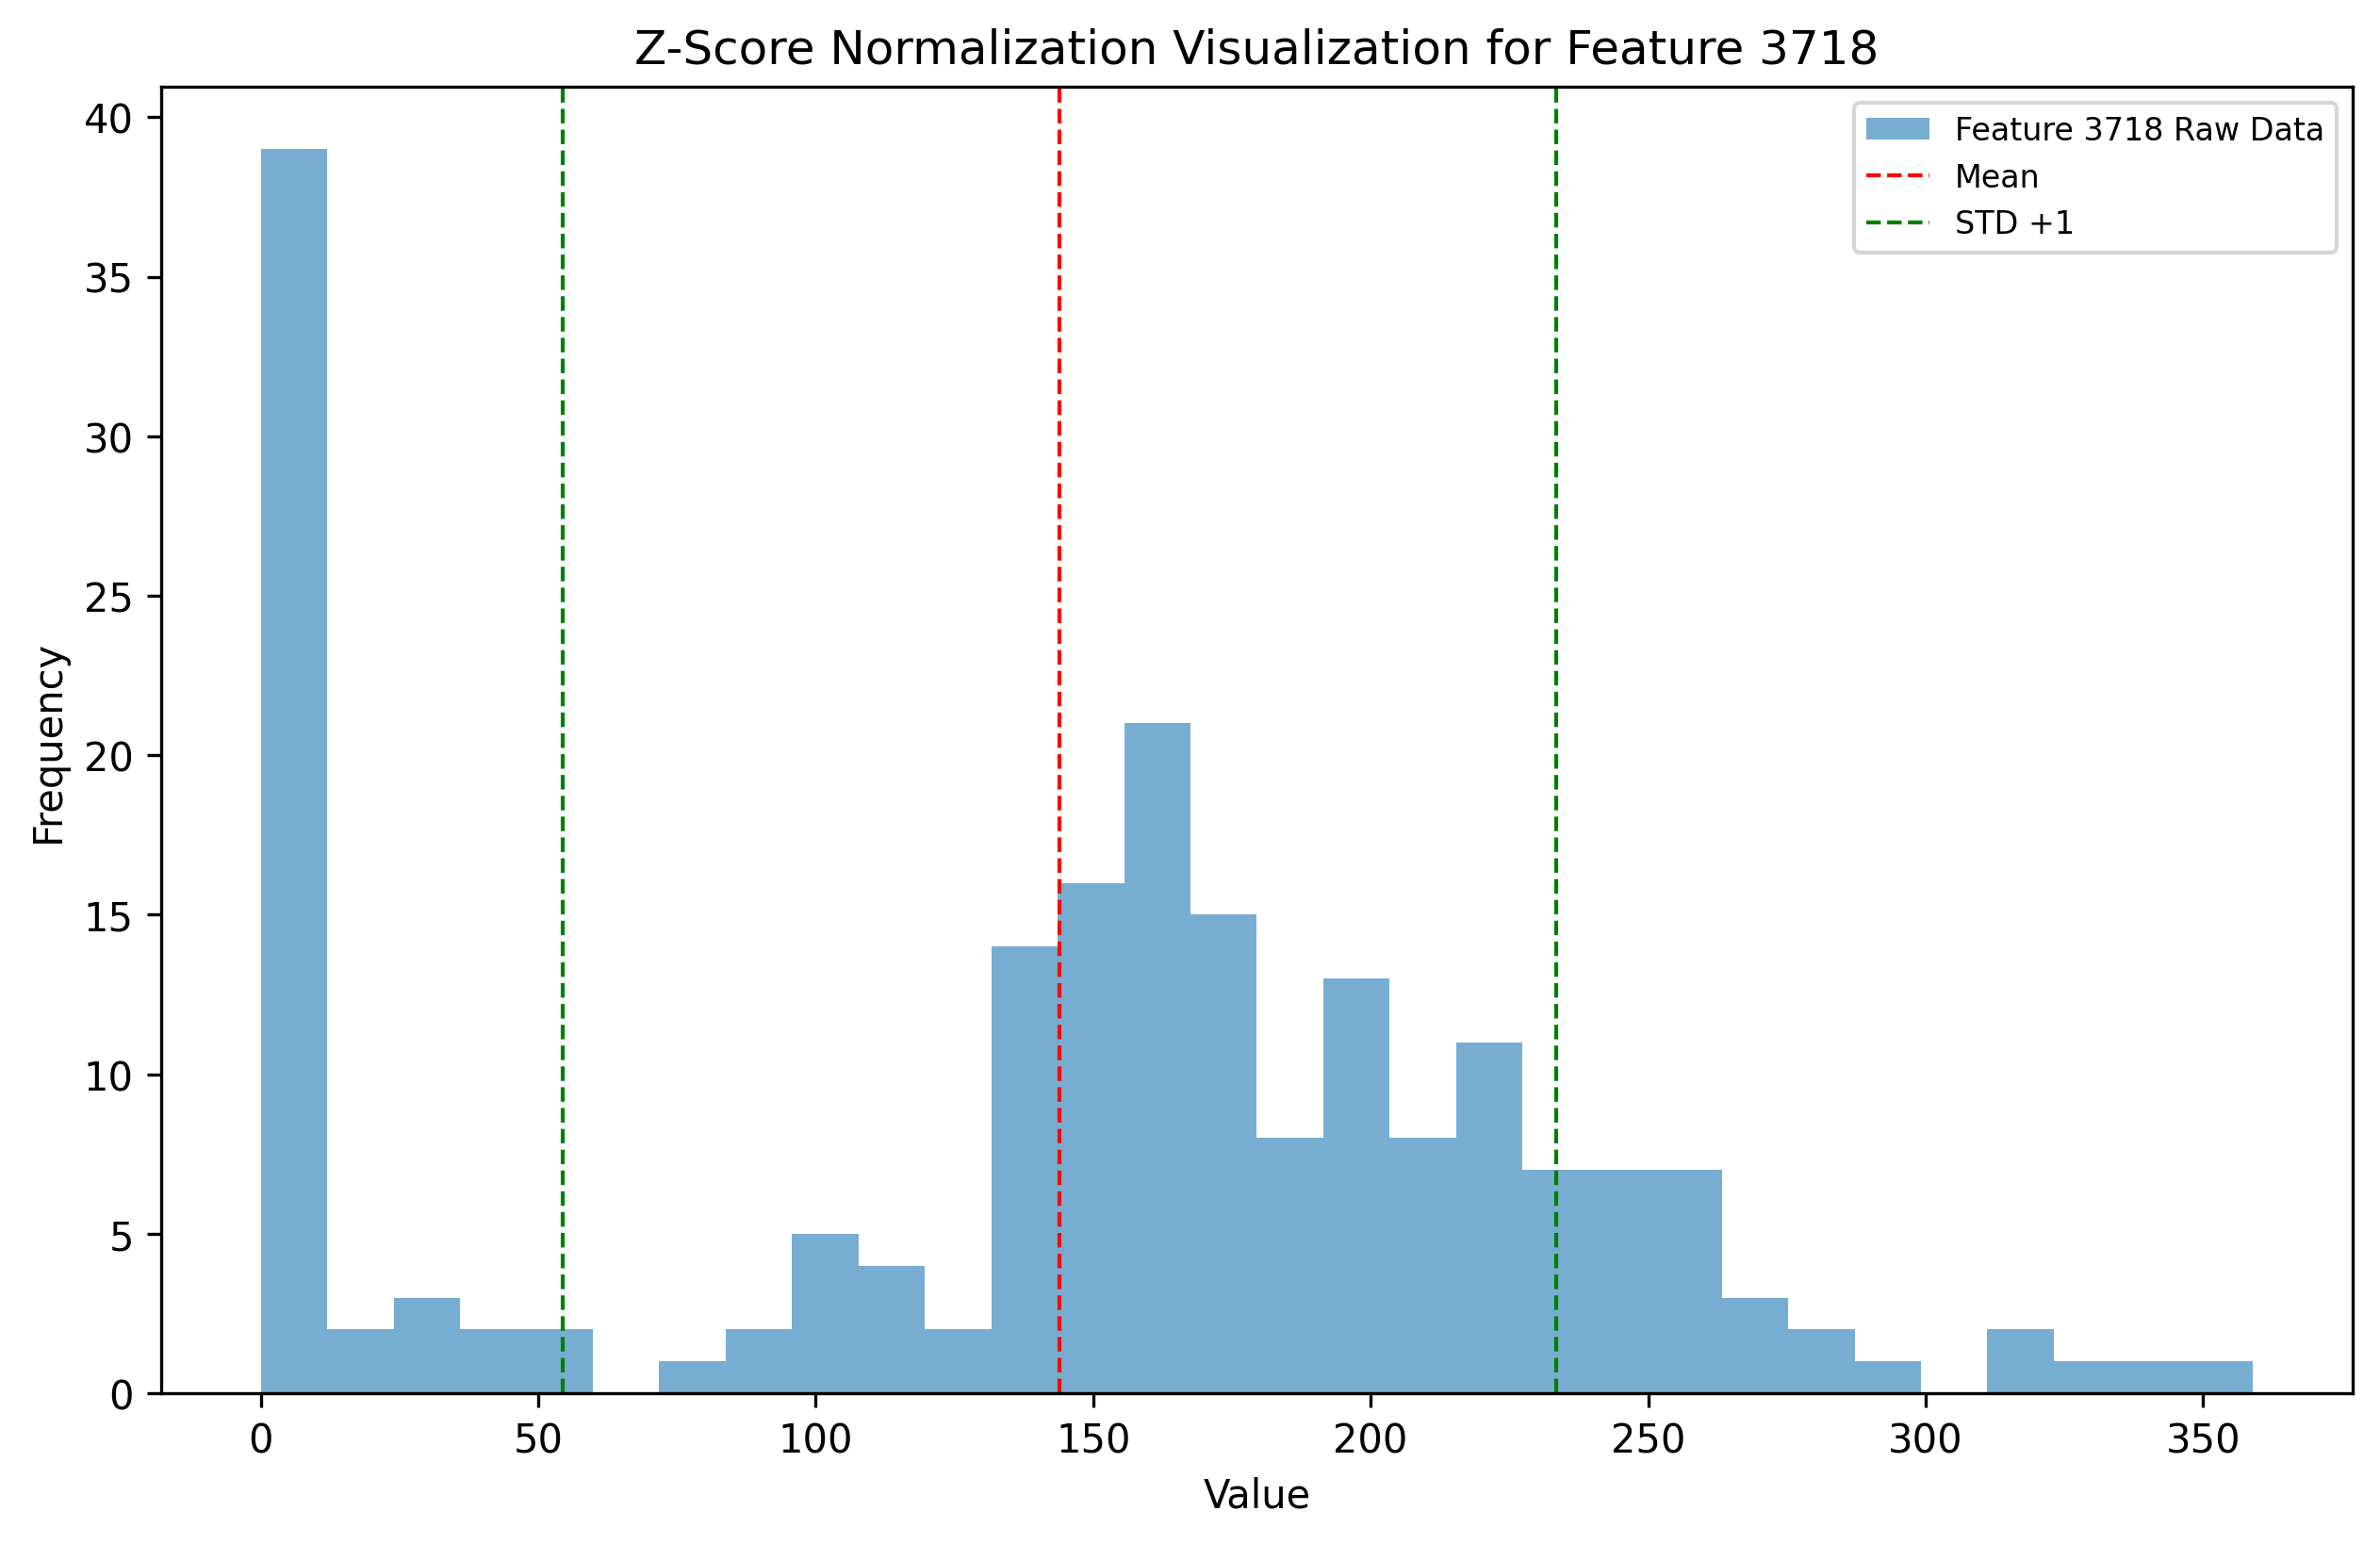 Z-Score Normalization Visualization for Feature 3718
Feature 3718 Raw Data
Mean
STD +1
40
35
30
25
20
15
10
5
0
Frequency
0 50 100 150 200 250 300 350
Value